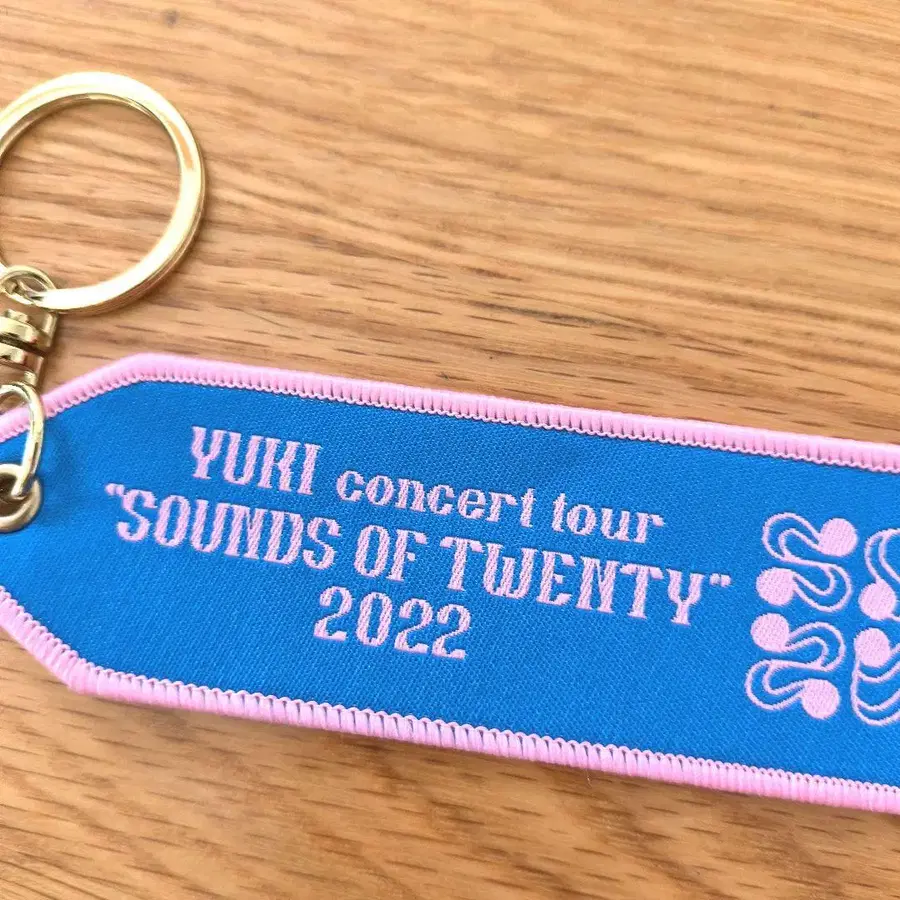 YUKI concert tour
"SOUNDS OF TWENTY"
2022